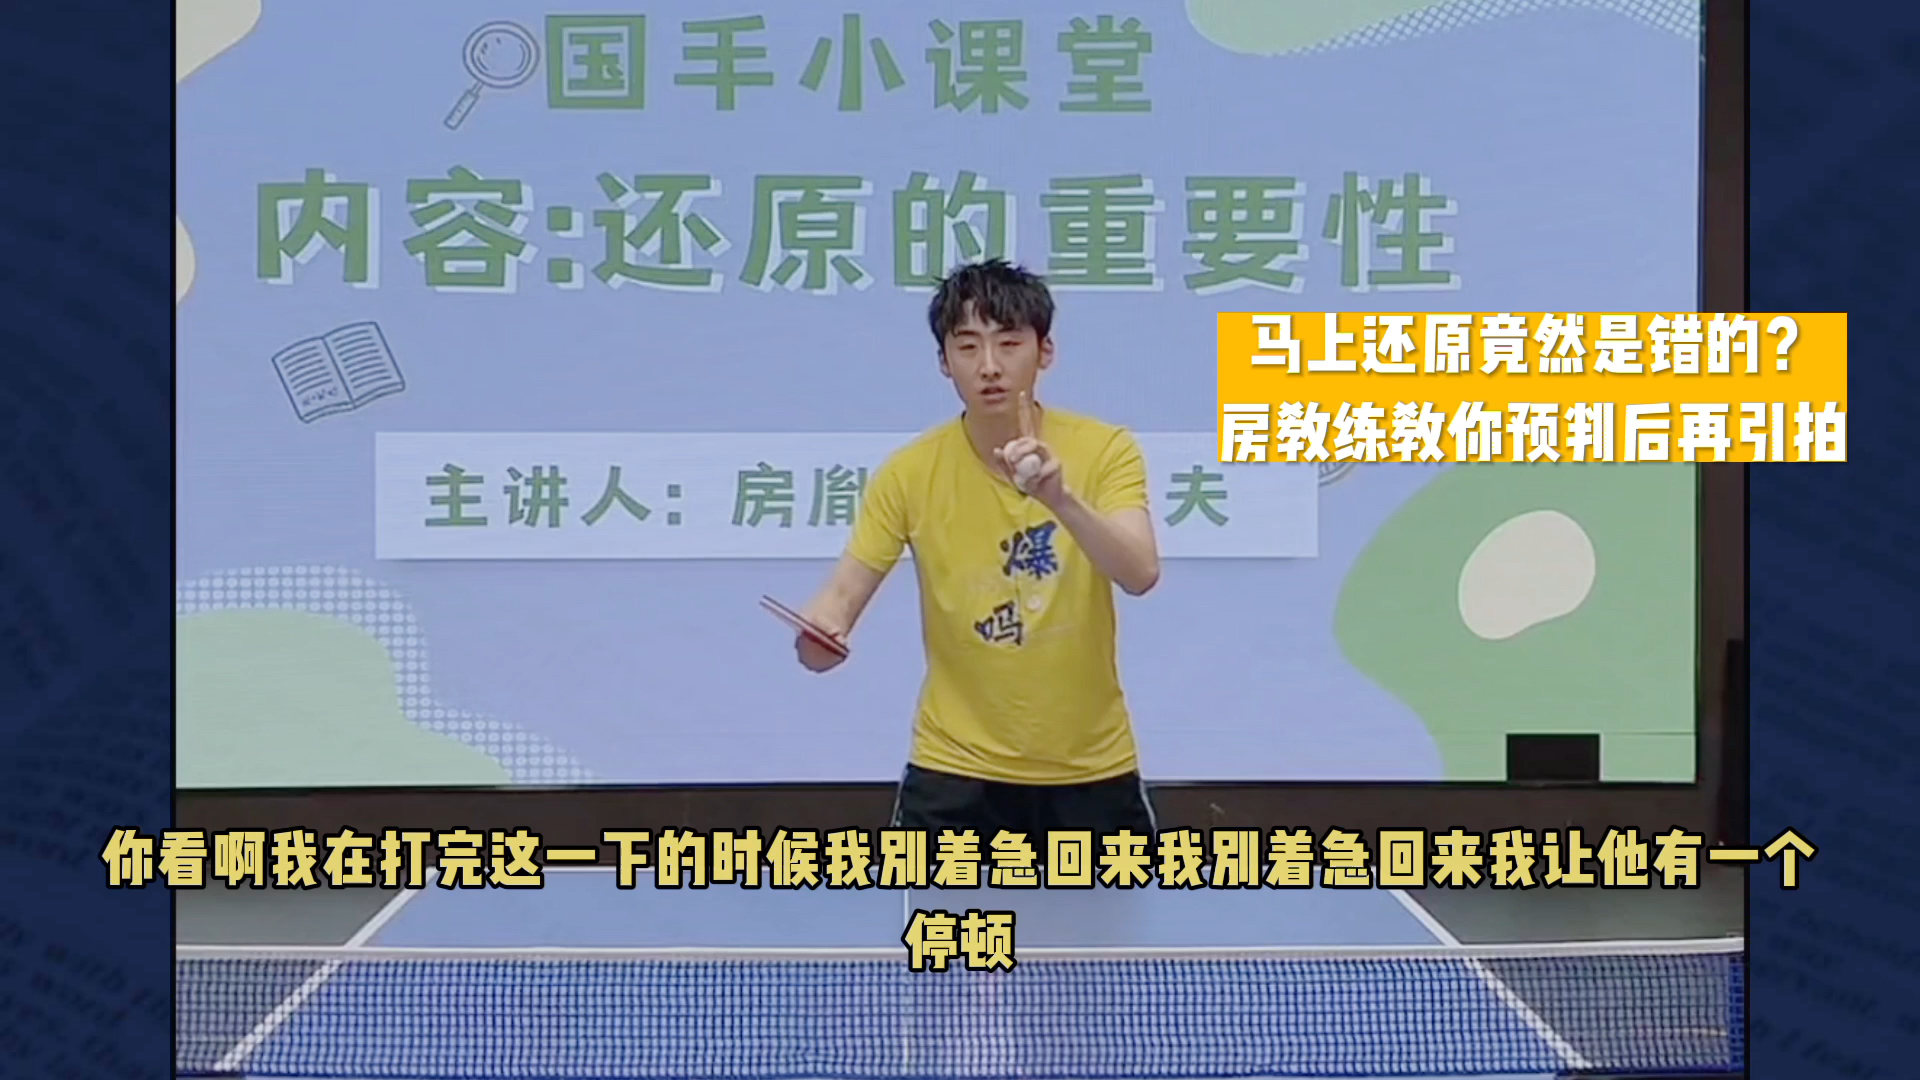 国手小课堂
内容:还原的重要性
马上还原竟然是错的？
房教练教你预判后再引拍
主讲人：房胤 夫
爆
吗
你看啊我在打完这一下的时候我别着急回来我别着急回来我让他有一个
停顿